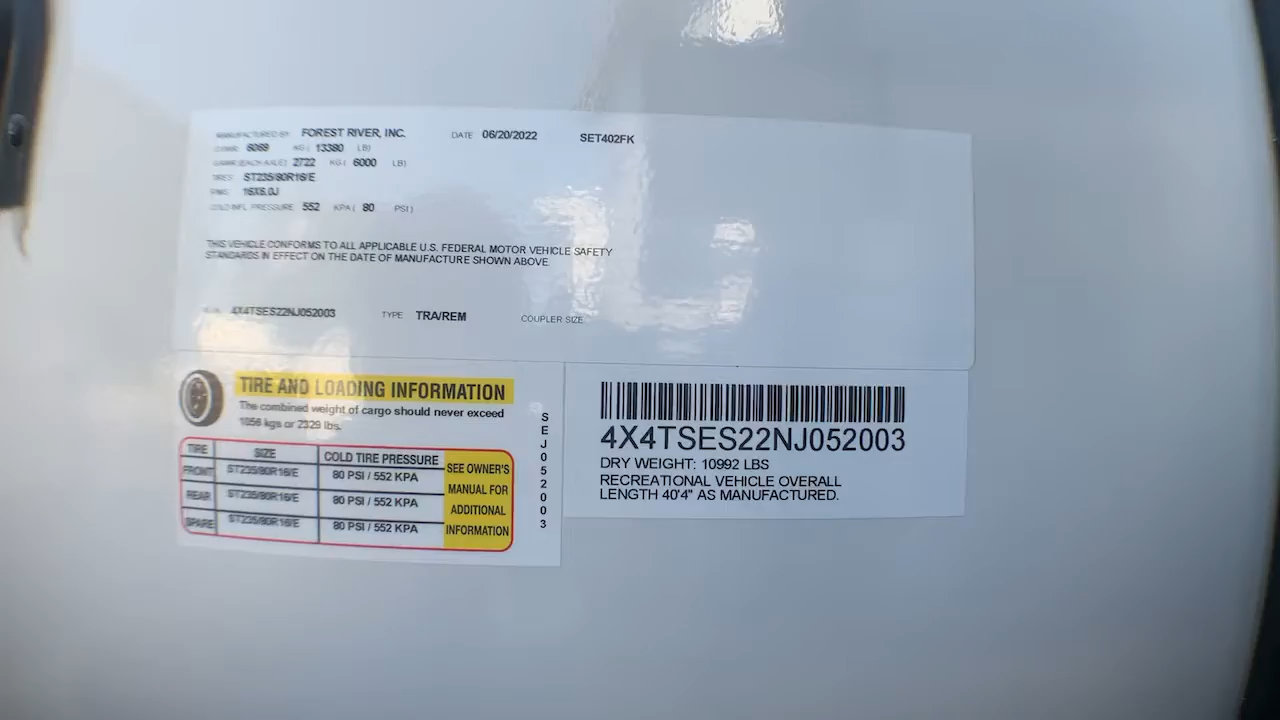 MANUFACTURED BY FOREST RIVER, INC. DATE 06/20/2022 SET402FK
GVWR 6069 KG ( 13380 LB)
GAWR (EACH AXLE) 2722 KG ( 6000 LB)
TIRES ST235/80R16/E
RIMS 16X6.0J
COLD INFL. PRESSURE 552 KPA ( 80 PSI)
THIS VEHICLE CONFORMS TO ALL APPLICABLE U.S. FEDERAL MOTOR VEHICLE SAFETY
STANDARDS IN EFFECT ON THE DATE OF MANUFACTURE SHOWN ABOVE.
4X4TSES22NJ052003 TYPE TRA/REM COUPLER SIZE
TIRE AND LOADING INFORMATION
The combined weight of cargo should never exceed
1056 kgs or 2329 lbs.
TIRE SIZE COLD TIRE PRESSURE
FRONT ST235/80R16/E 80 PSI / 552 KPA
REAR ST235/80R16/E 80 PSI / 552 KPA
SPARE ST235/80R16/E 80 PSI / 552 KPA
SEE OWNER'S
MANUAL FOR
ADDITIONAL
INFORMATION
SEJ052003
4X4TSES22NJ052003
DRY WEIGHT: 10992 LBS
RECREATIONAL VEHICLE OVERALL
LENGTH 40'4" AS MANUFACTURED.